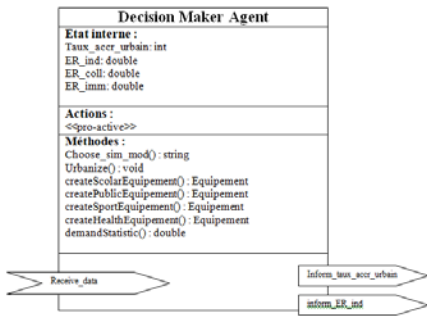 Decision Maker Agent
Etat interne :
Taux_accr_urbain: int
ER_ind: double
ER_coll: double
ER_imm: double
Actions :
<<pro-active>>
Méthodes :
Choose_sim_mod() : string
Urbanize() : void
createScolarEquipement() : Equipement
createPublicEquipement() : Equipement
createSportEquipement() : Equipement
createHealthEquipement() : Equipement
demandStatistic() : double
Receive_data
Inform_taux_accr_urbain
inform_ER_ind